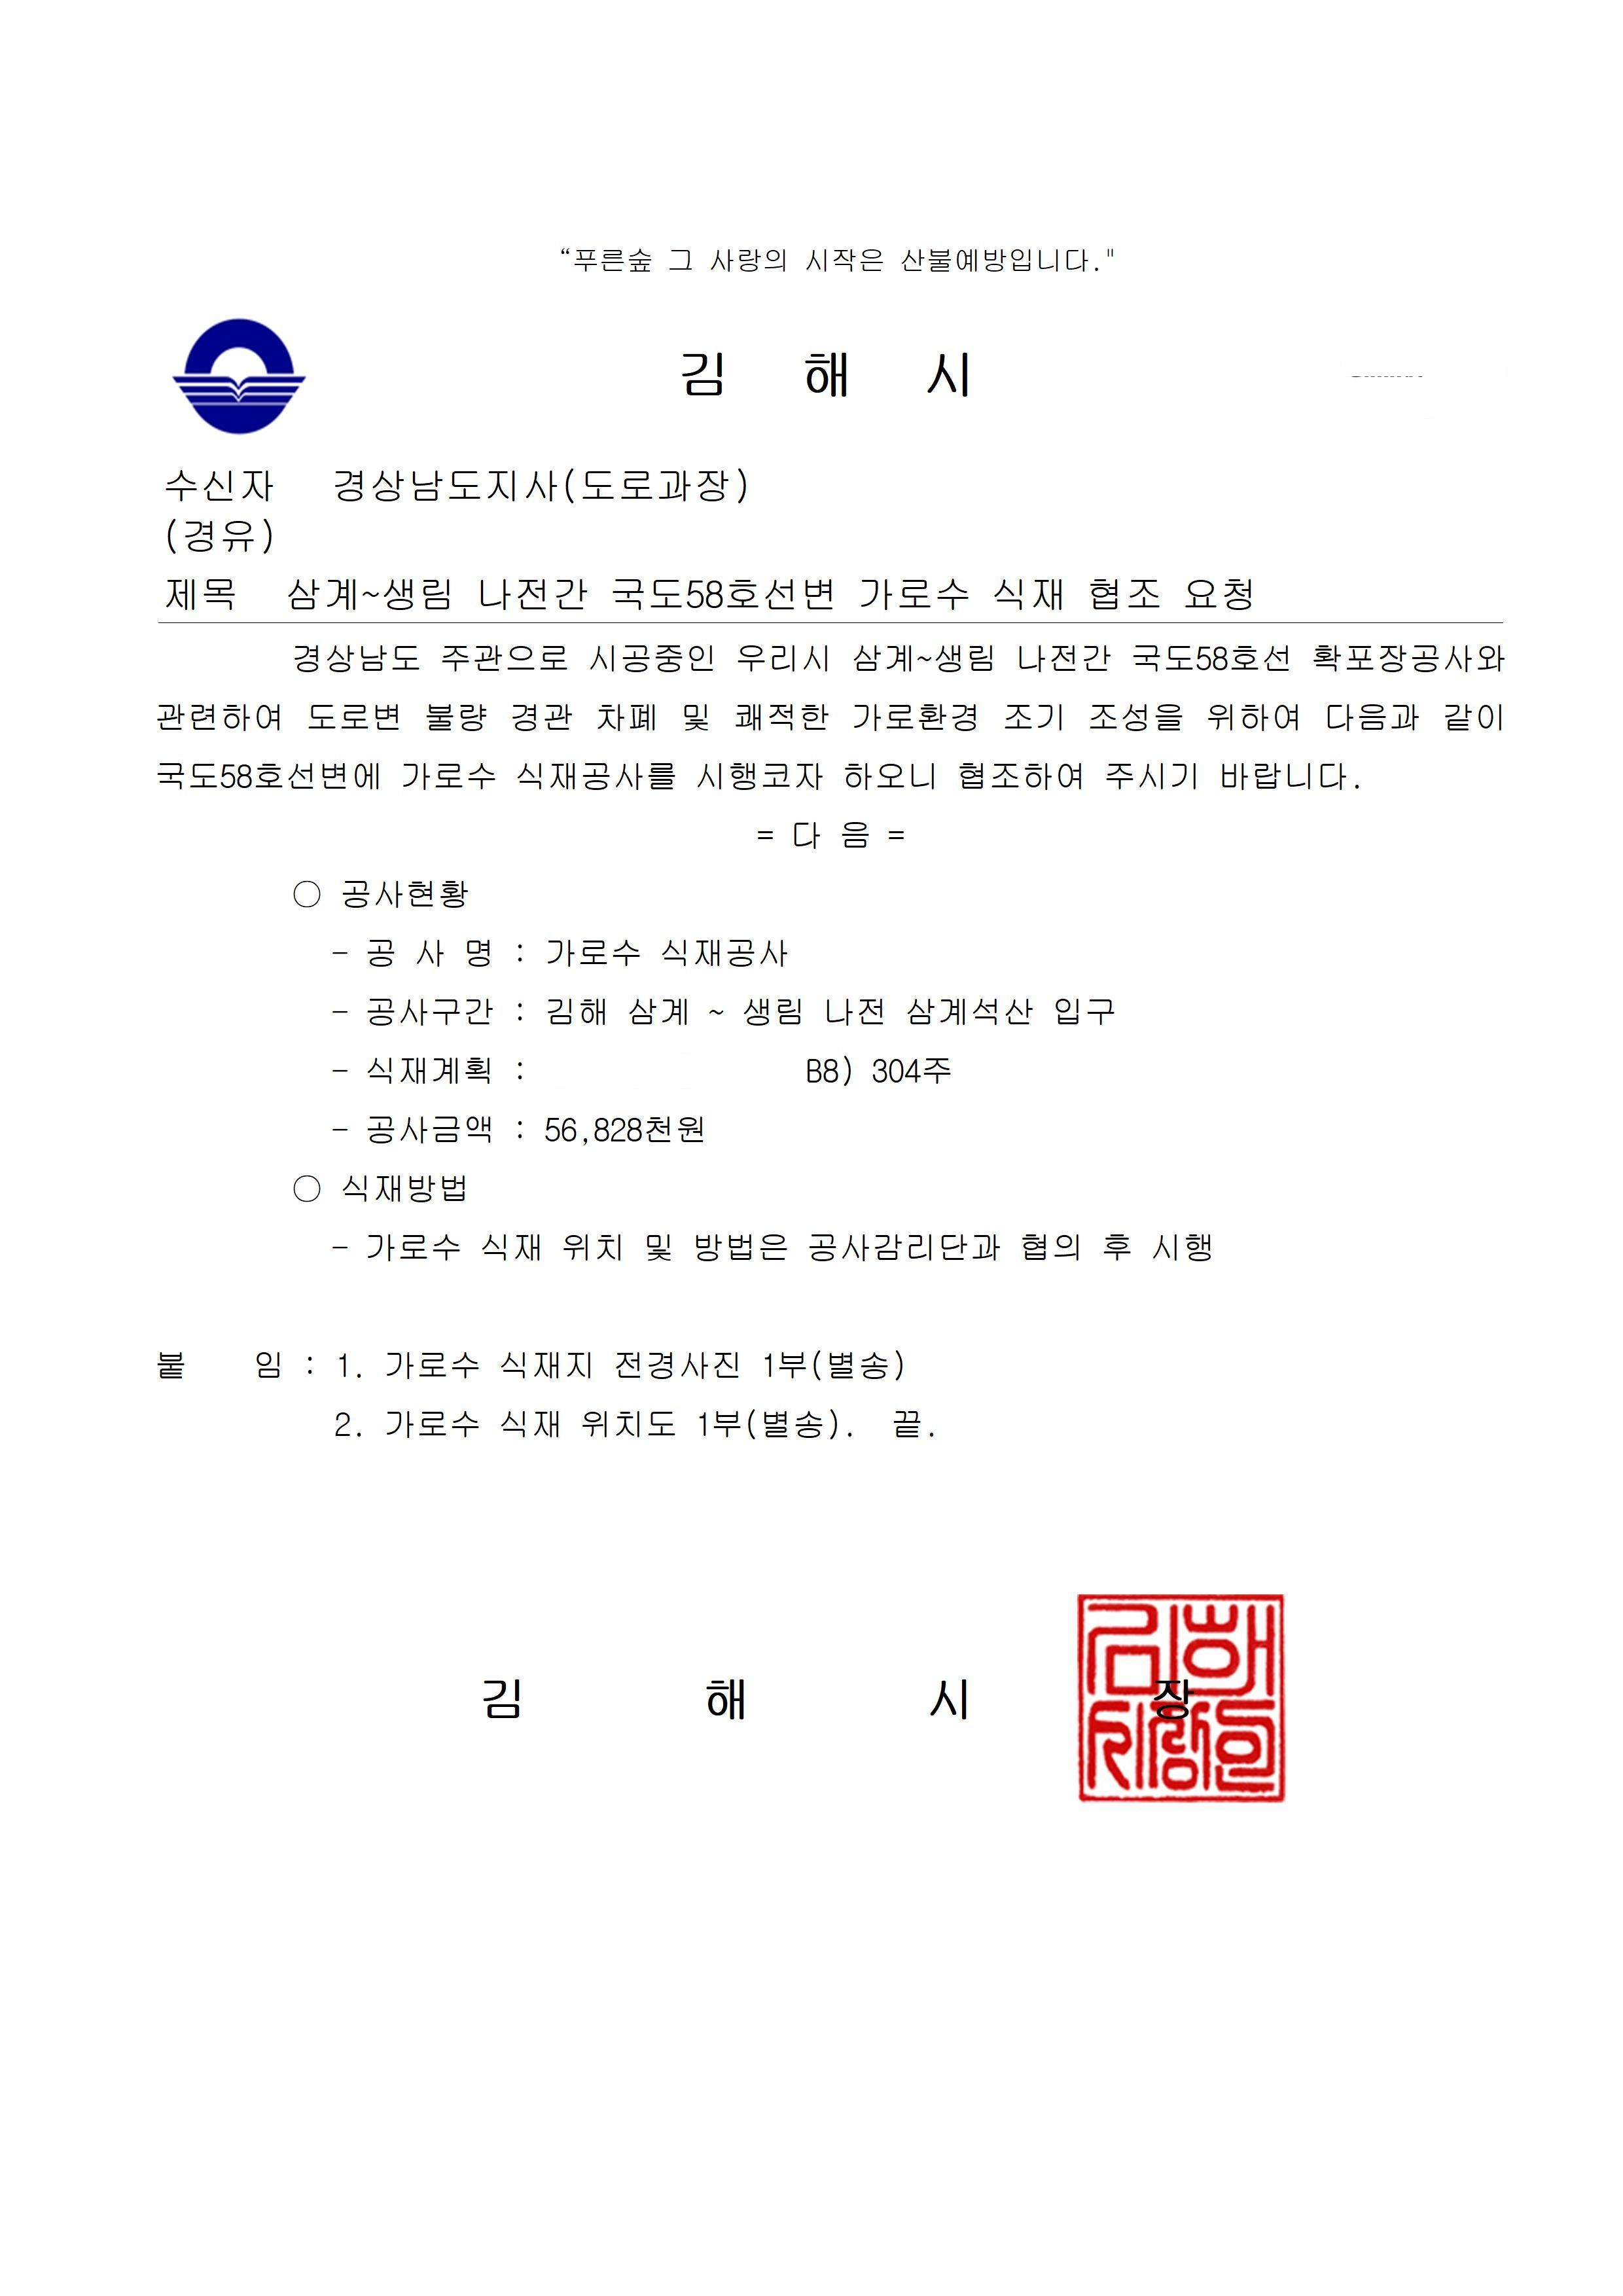 “푸른숲 그 사랑의 시작은 산불예방입니다."
김 해 시
수신자 경상남도지사(도로과장)
(경유)
제목 삼계~생림 나전간 국도58호선변 가로수 식재 협조 요청
경상남도 주관으로 시공중인 우리시 삼계~생림 나전간 국도58호선 확포장공사와
관련하여 도로변 불량 경관 차폐 및 쾌적한 가로환경 조기 조성을 위하여 다음과 같이
국도58호선변에 가로수 식재공사를 시행코자 하오니 협조하여 주시기 바랍니다.
= 다 음 =
○ 공사현황
- 공 사 명 : 가로수 식재공사
- 공사구간 : 김해 삼계 ~ 생림 나전 삼계석산 입구
- 식재계획 : B8) 304주
- 공사금액 : 56,828천원
○ 식재방법
- 가로수 식재 위치 및 방법은 공사감리단과 협의 후 시행
붙 임 : 1. 가로수 식재지 전경사진 1부(별송)
2. 가로수 식재 위치도 1부(별송). 끝.
김 해 시 장